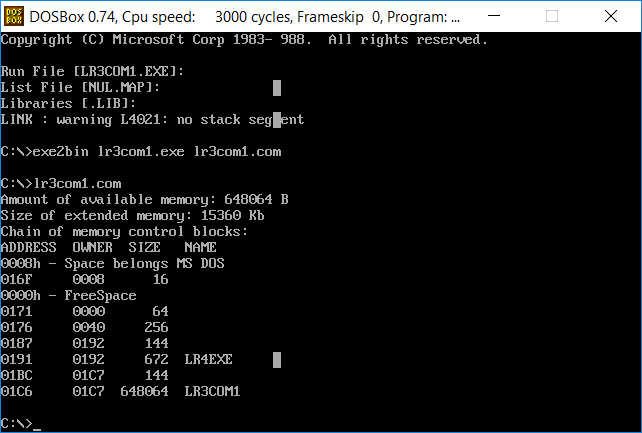 DOS BOX DOSBox 0.74, Cpu speed: 3000 cycles, Frameskip 0, Program: ...
Copyright (C) Microsoft Corp 1983- 988. All rights reserved.
Run File [LR3COM1.EXE]:
List File [NUL.MAP]:
Libraries [.LIB]:
LINK : warning L4021: no stack seg ent
C:\>exe2bin lr3com1.exe lr3com1.com
C:\>lr3com1.com
Amount of available memory: 648064 B
Size of extended memory: 15360 Kb
Chain of memory control blocks:
ADDRESS OWNER SIZE NAME
0008h - Space belongs MS DOS
016F 0008 16
0000h - FreeSpace
0171 0000 64
0176 0040 256
0187 0192 144
0191 0192 672 LR4EXE
01BC 01C7 144
01C6 01C7 648064 LR3COM1
C:\>_